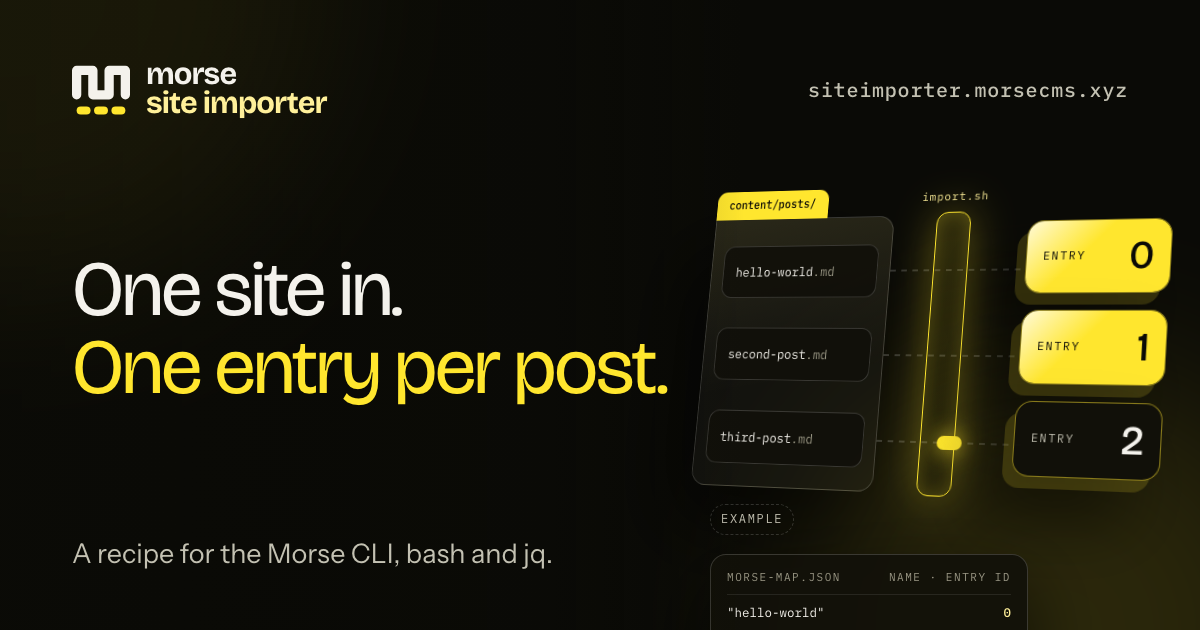 morse
site importer
siteimporter.morsecms.xyz
One site in.
One entry per post.
A recipe for the Morse CLI, bash and jq.
content/posts/
hello-world.md
second-post.md
third-post.md
import.sh
ENTRY 0
ENTRY 1
ENTRY 2
EXAMPLE
MORSE-MAP.JSON NAME · ENTRY ID
"hello-world" 0